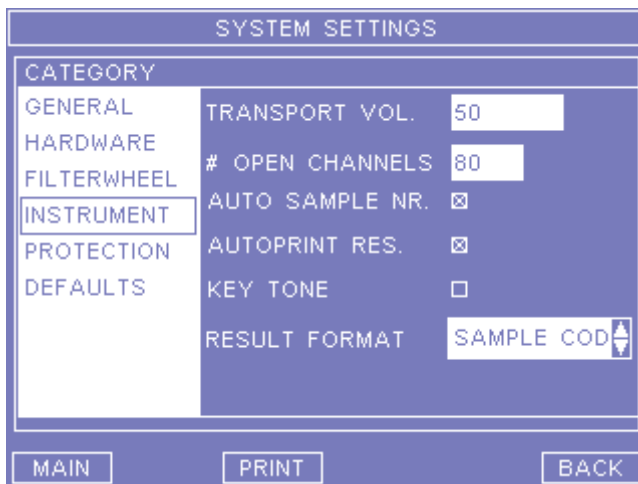 SYSTEM SETTINGS
CATEGORY
GENERAL
HARDWARE
FILTERWHEEL
INSTRUMENT
PROTECTION
DEFAULTS
TRANSPORT VOL. 50
# OPEN CHANNELS 80
AUTO SAMPLE NR.
AUTOPRINT RES.
KEY TONE
RESULT FORMAT SAMPLE COD
MAIN PRINT BACK